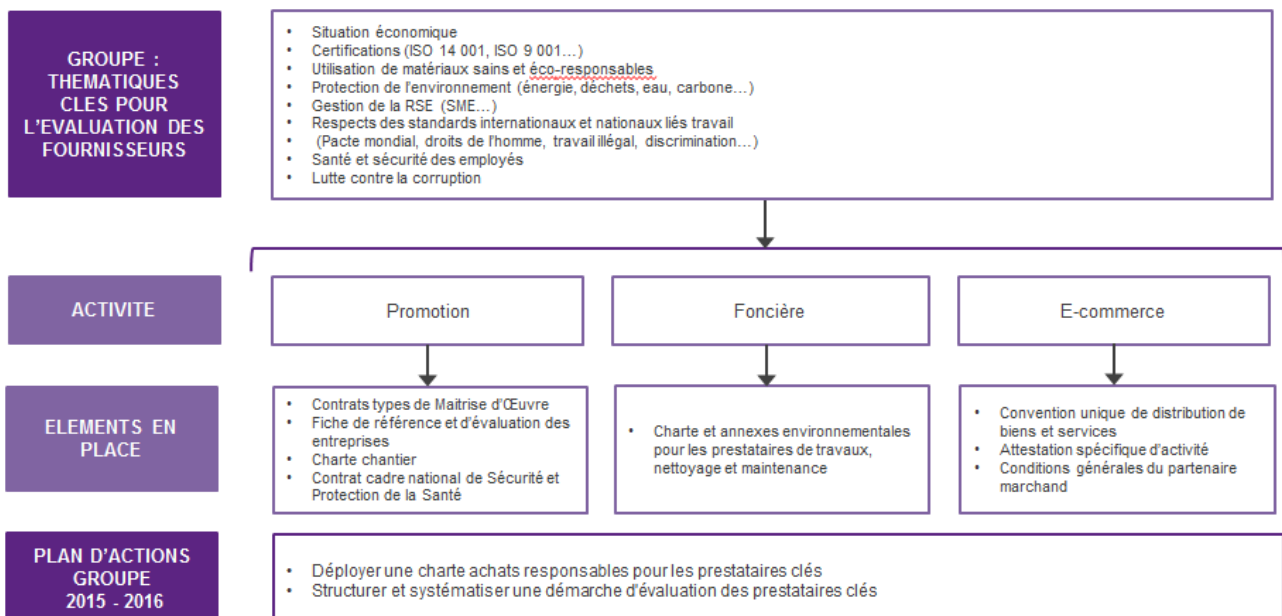 GROUPE :
THEMATIQUES
CLES POUR
L'EVALUATION DES
FOURNISSEURS
• Situation économique
• Certifications (ISO 14 001, ISO 9 001…)
• Utilisation de matériaux sains et éco-responsables
• Protection de l'environnement (énergie, déchets, eau, carbone…)
• Gestion de la RSE (SME…)
• Respects des standards internationaux et nationaux liés travail
• (Pacte mondial, droits de l'homme, travail illégal, discrimination…)
• Santé et sécurité des employés
• Lutte contre la corruption
ACTIVITE
Promotion
Foncière
E-commerce
ELEMENTS EN
PLACE
• Contrats types de Maitrise d'Œuvre
• Fiche de référence et d'évaluation des
entreprises
• Charte chantier
• Contrat cadre national de Sécurité et
Protection de la Santé
• Charte et annexes environnementales
pour les prestataires de travaux,
nettoyage et maintenance
• Convention unique de distribution de
biens et services
• Attestation spécifique d'activité
• Conditions générales du partenaire
marchand
PLAN D'ACTIONS
GROUPE
2015 - 2016
• Déployer une charte achats responsables pour les prestataires clés
• Structurer et systématiser une démarche d'évaluation des prestataires clés